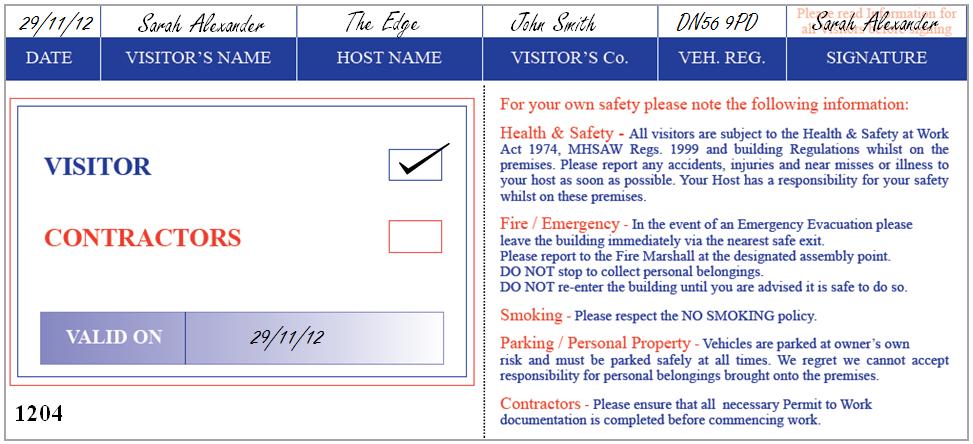 29/11/12 Sarah Alexander The Edge John Smith DN56 9PD Sarah Alexander
Please read Information for
all Visitors before signing
DATE VISITOR'S NAME HOST NAME VISITOR'S Co. VEH. REG. SIGNATURE
VISITOR
CONTRACTORS
VALID ON 29/11/12
1204
For your own safety please note the following information:
Health & Safety - All visitors are subject to the Health & Safety at Work
Act 1974, MHSAW Regs. 1999 and building Regulations whilst on the
premises. Please report any accidents, injuries and near misses or illness to
your host as soon as possible. Your Host has a responsibility for your safety
whilst on these premises.
Fire / Emergency - In the event of an Emergency Evacuation please
leave the building immediately via the nearest safe exit.
Please report to the Fire Marshall at the designated assembly point.
DO NOT stop to collect personal belongings.
DO NOT re-enter the building until you are advised it is safe to do so.
Smoking - Please respect the NO SMOKING policy.
Parking / Personal Property - Vehicles are parked at owner's own
risk and must be parked safely at all times. We regret we cannot accept
responsibility for personal belongings brought onto the premises.
Contractors - Please ensure that all necessary Permit to Work
documentation is completed before commencing work.